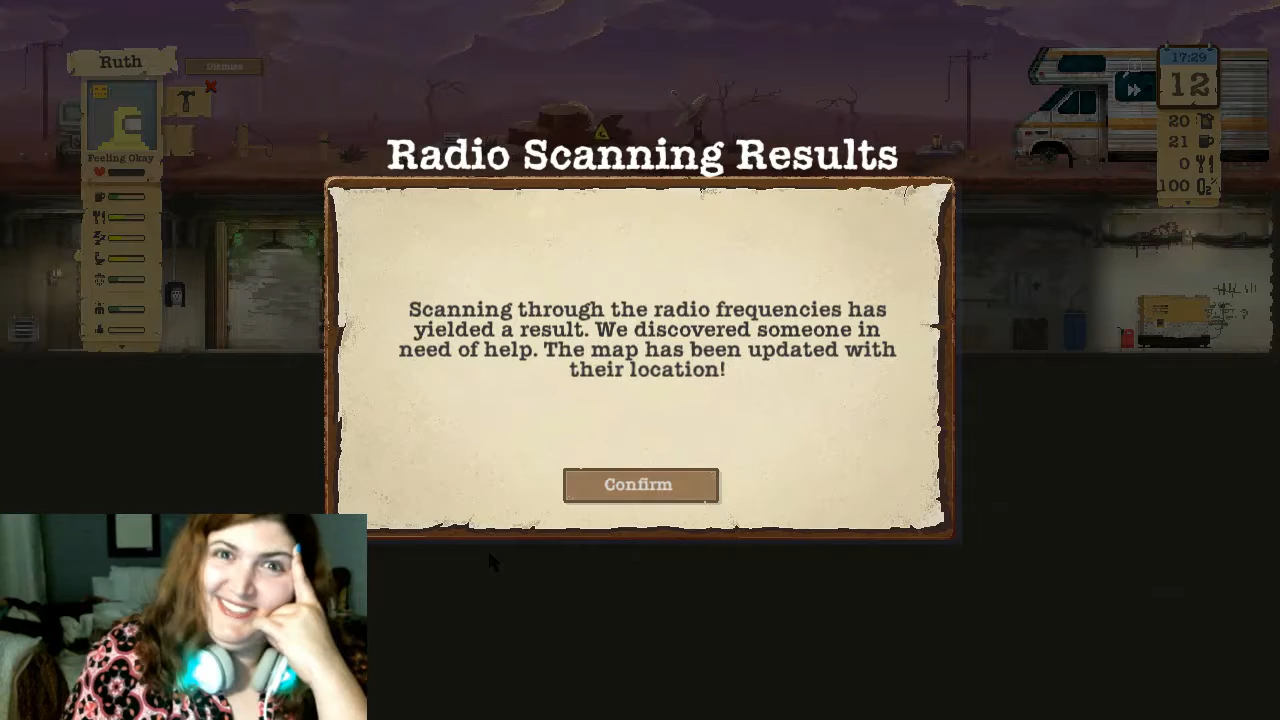 Ruth
Dismiss
Feeling Okay
17:29
12
20
21
0
100
Radio Scanning Results
Scanning through the radio frequencies has
yielded a result. We discovered someone in
need of help. The map has been updated with
their location!
Confirm